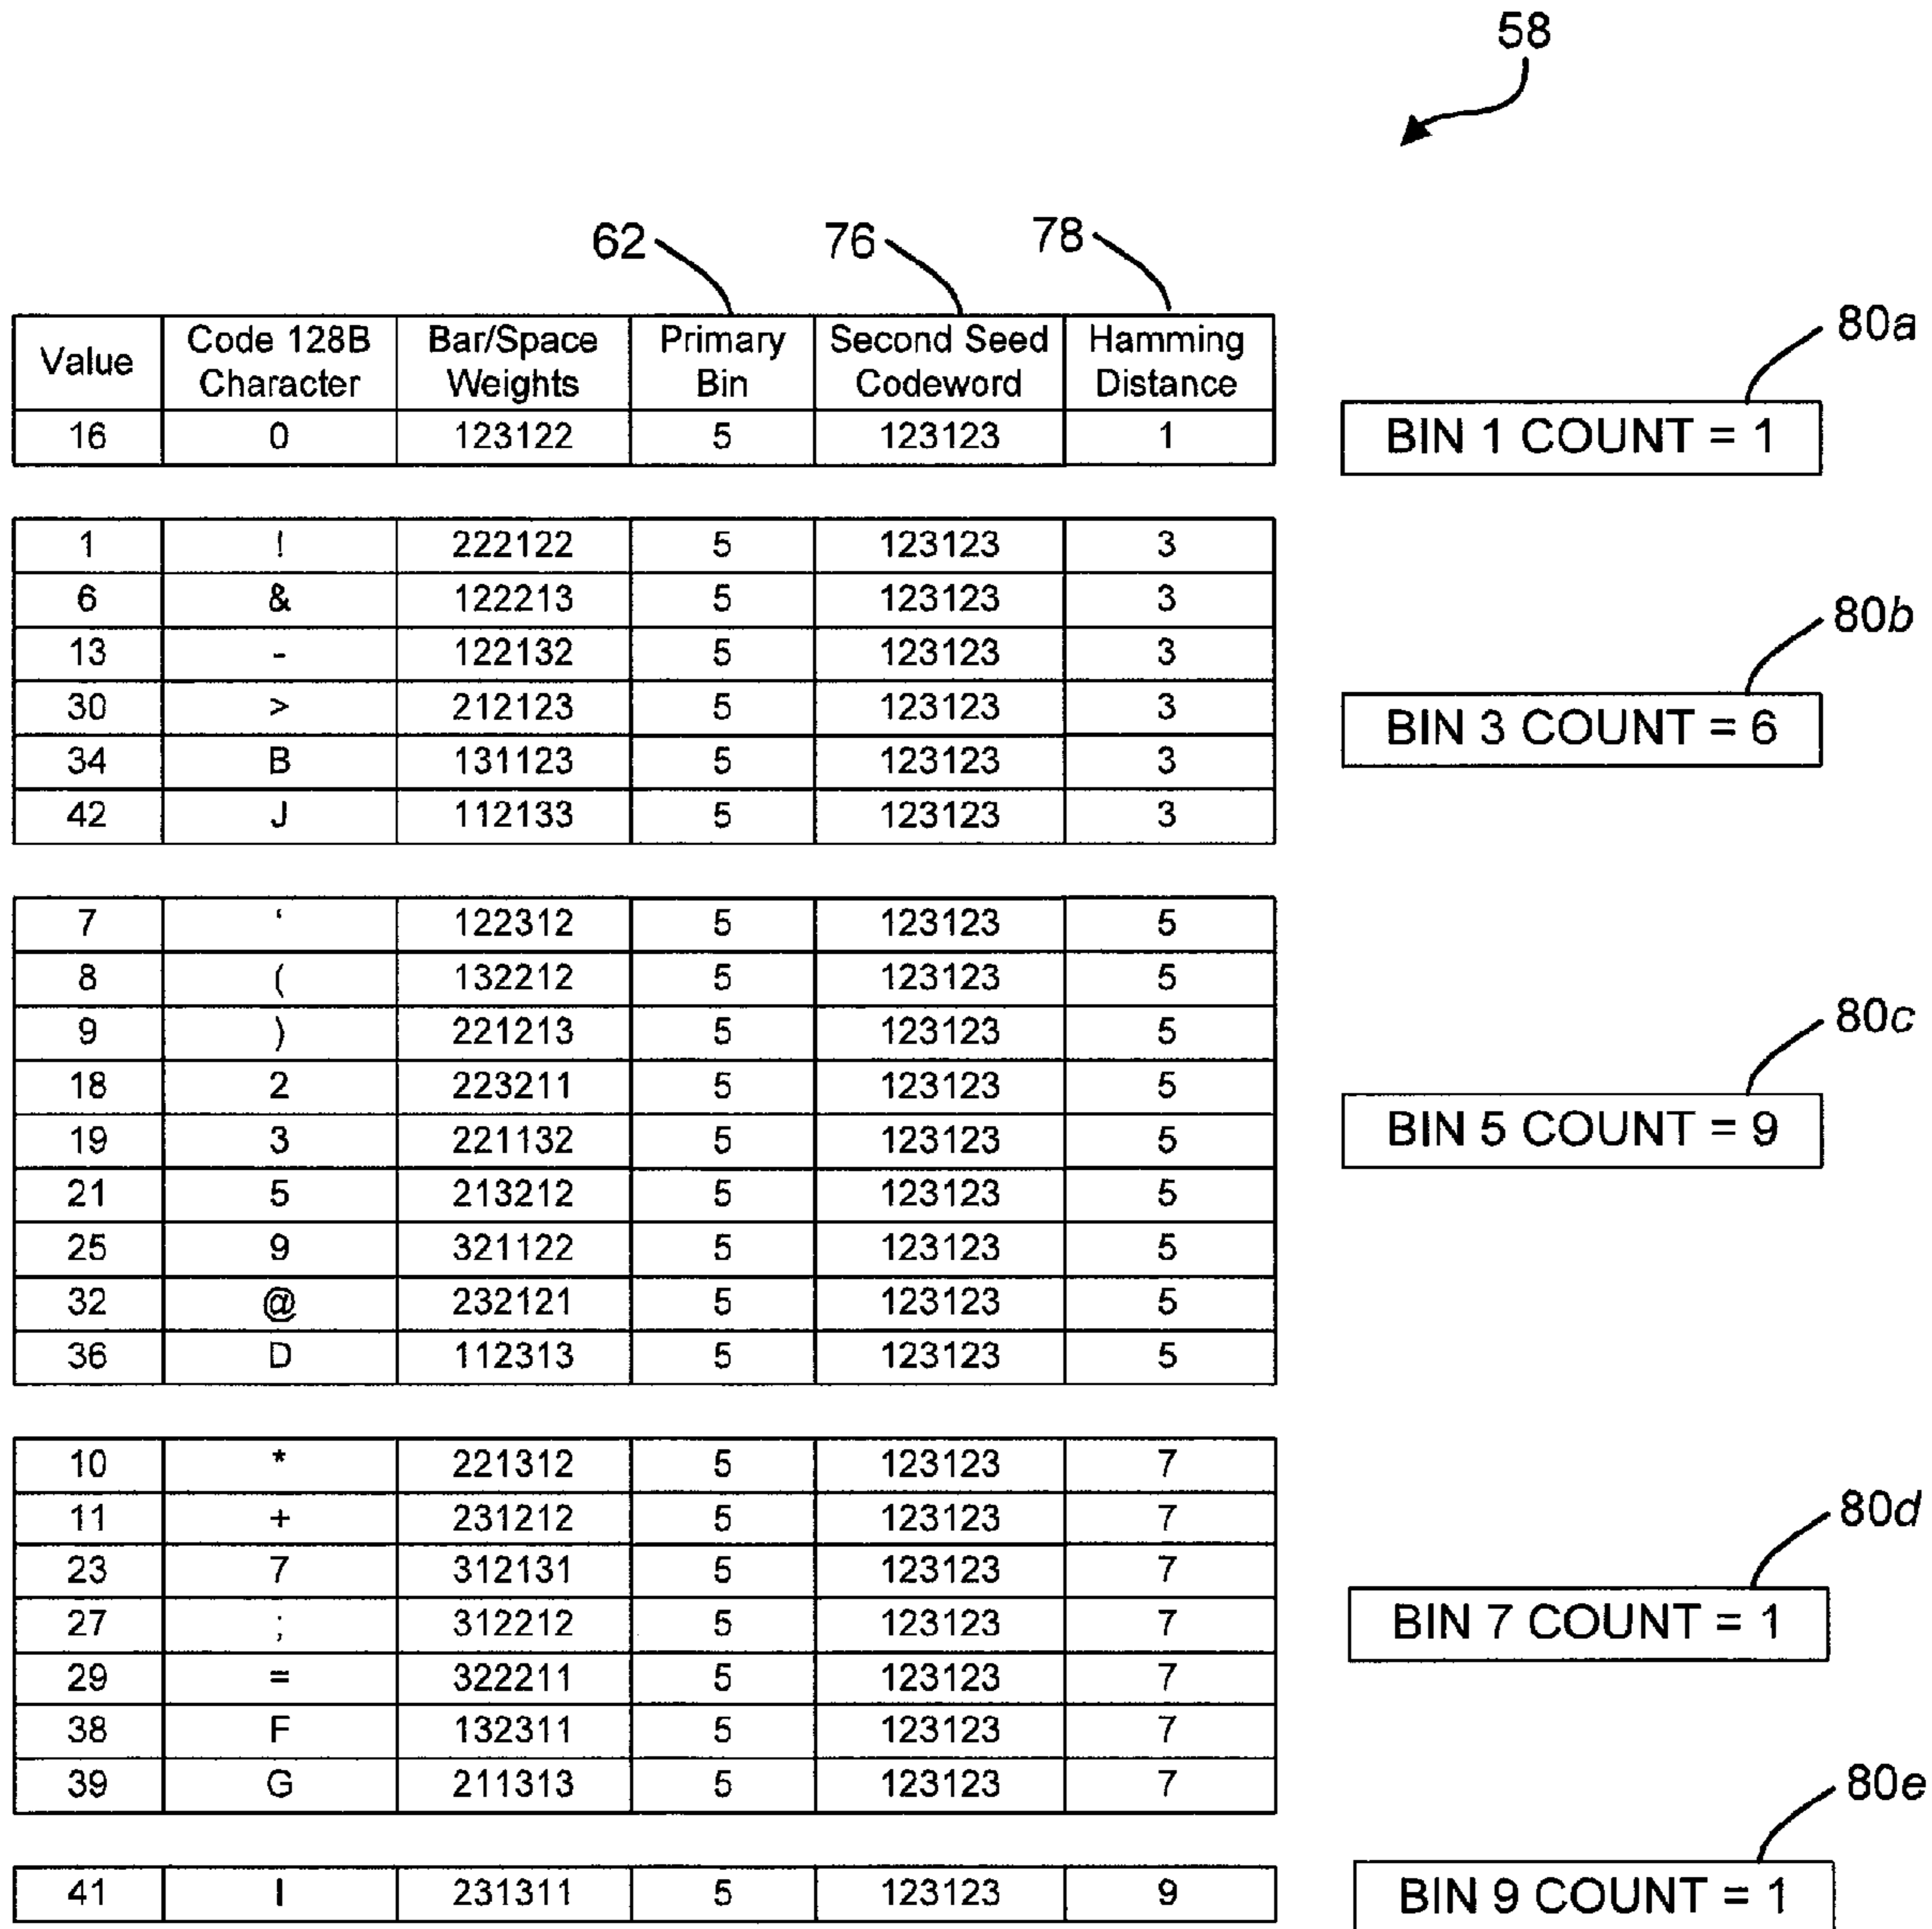 58
62 76 78
Value Code 128B Character Bar/Space Weights Primary Bin Second Seed Codeword Hamming Distance
16 0 123122 5 123123 1
80a
BIN 1 COUNT = 1
1 ! 222122 5 123123 3
6 & 122213 5 123123 3
13 - 122132 5 123123 3
30 > 212123 5 123123 3
34 B 131123 5 123123 3
42 J 112133 5 123123 3
80b
BIN 3 COUNT = 6
7 ‘ 122312 5 123123 5
8 ( 132212 5 123123 5
9 ) 221213 5 123123 5
18 2 223211 5 123123 5
19 3 221132 5 123123 5
21 5 213212 5 123123 5
25 9 321122 5 123123 5
32 @ 232121 5 123123 5
36 D 112313 5 123123 5
80c
BIN 5 COUNT = 9
10 * 221312 5 123123 7
11 + 231212 5 123123 7
23 7 312131 5 123123 7
27 ; 312212 5 123123 7
29 = 322211 5 123123 7
38 F 132311 5 123123 7
39 G 211313 5 123123 7
80d
BIN 7 COUNT = 1
41 I 231311 5 123123 9
80e
BIN 9 COUNT = 1